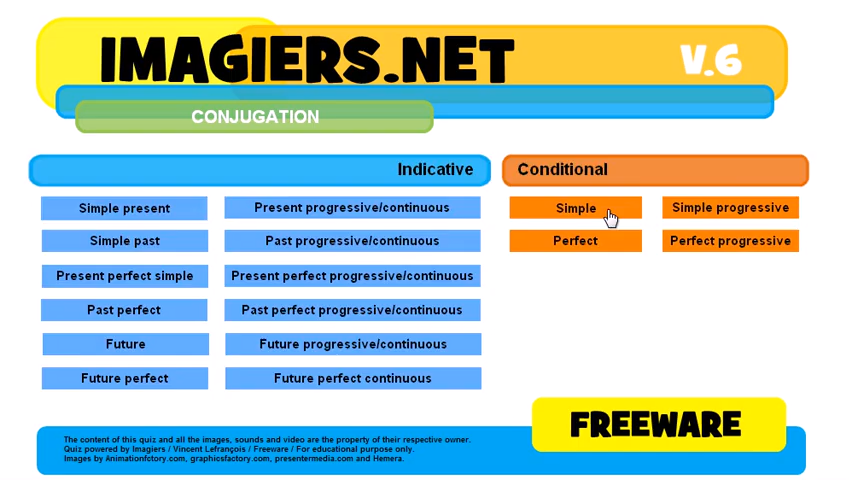 IMAGIERS.NET
V.6
CONJUGATION
Indicative
Conditional
Simple present
Present progressive/continuous
Simple
Simple progressive
Simple past
Past progressive/continuous
Perfect
Perfect progressive
Present perfect simple
Present perfect progressive/continuous
Past perfect
Past perfect progressive/continuous
Future
Future progressive/continuous
Future perfect
Future perfect continuous
FREEWARE
The content of this quiz and all the images, sounds and video are the property of their respective owner.
Quiz powered by Imagiers / Vincent Lefrançois / Freeware / For educational purpose only.
Images by Animationfotory.com, graphicsfactory.com, presentermedia.com and Hemera.